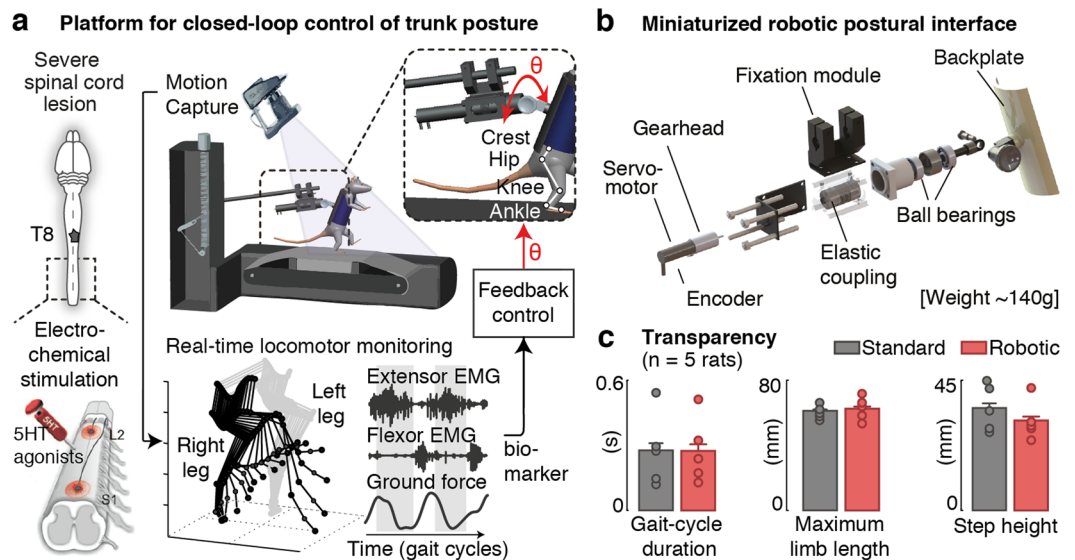 a Platform for closed-loop control of trunk posture
Severe
spinal cord
lesion
T8
Electro-
chemical
stimulation
5HT
5HT
agonists
L2
S1
Motion
Capture
θ
Crest
Hip
Knee
Ankle
θ
Feedback
control
Real-time locomotor monitoring
Left
leg
Right
leg
Extensor EMG
Flexor EMG
Ground force
Time (gait cycles)
bio-
marker
b Miniaturized robotic postural interface
Backplate
Fixation module
Gearhead
Servo-
motor
Ball bearings
Elastic
coupling
Encoder
[Weight ~140g]
c Transparency
(n = 5 rats)
Standard Robotic
0.6
(s)
0
Gait-cycle
duration
80
(mm)
0
Maximum
limb length
45
(mm)
0
Step height